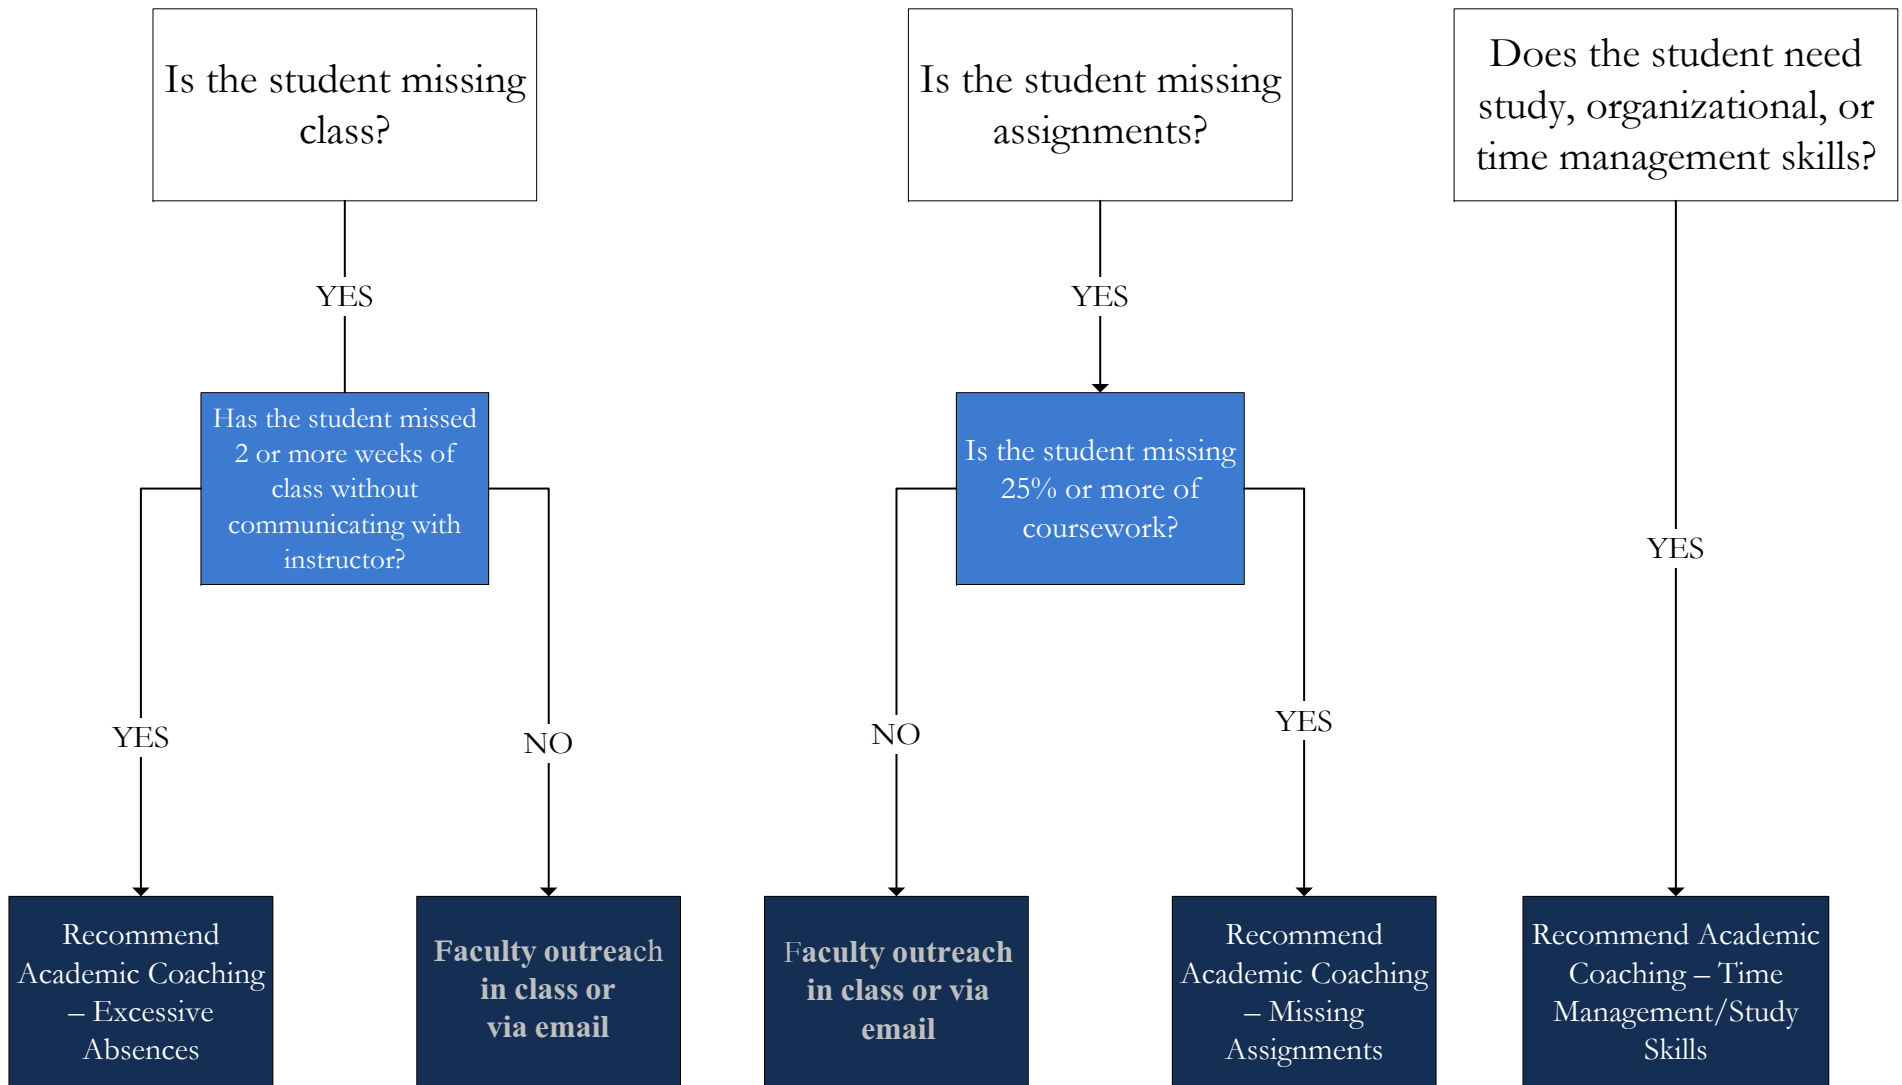 Is the student missing
class?
Is the student missing
assignments?
Does the student need
study, organizational, or
time management skills?
YES
YES
Has the student missed
2 or more weeks of
class without
communicating with
instructor?
Is the student missing
25% or more of
coursework?
YES
YES
NO
NO
YES
Recommend
Academic Coaching
– Excessive
Absences
Faculty outreach
in class or
via email
Faculty outreach
in class or via
email
Recommend
Academic Coaching
– Missing
Assignments
Recommend Academic
Coaching – Time
Management/Study
Skills